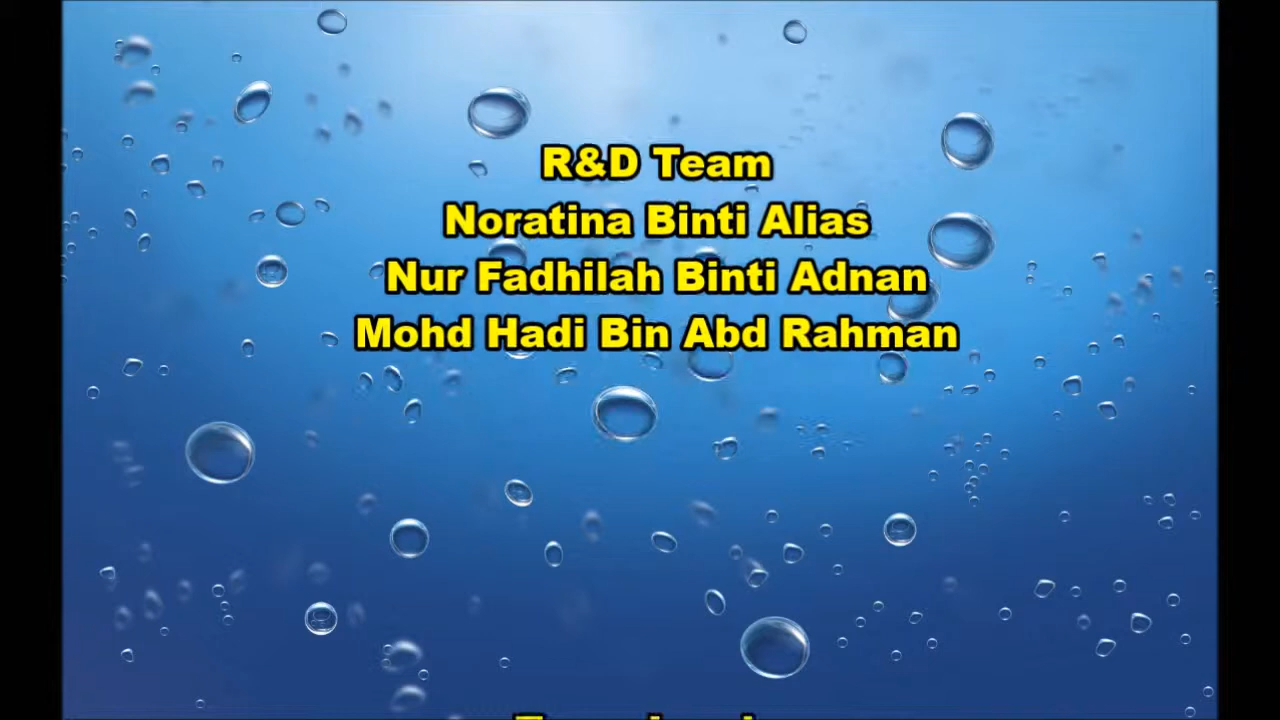 R&D Team
Noratina Binti Alias
Nur Fadhilah Binti Adnan
Mohd Hadi Bin Abd Rahman